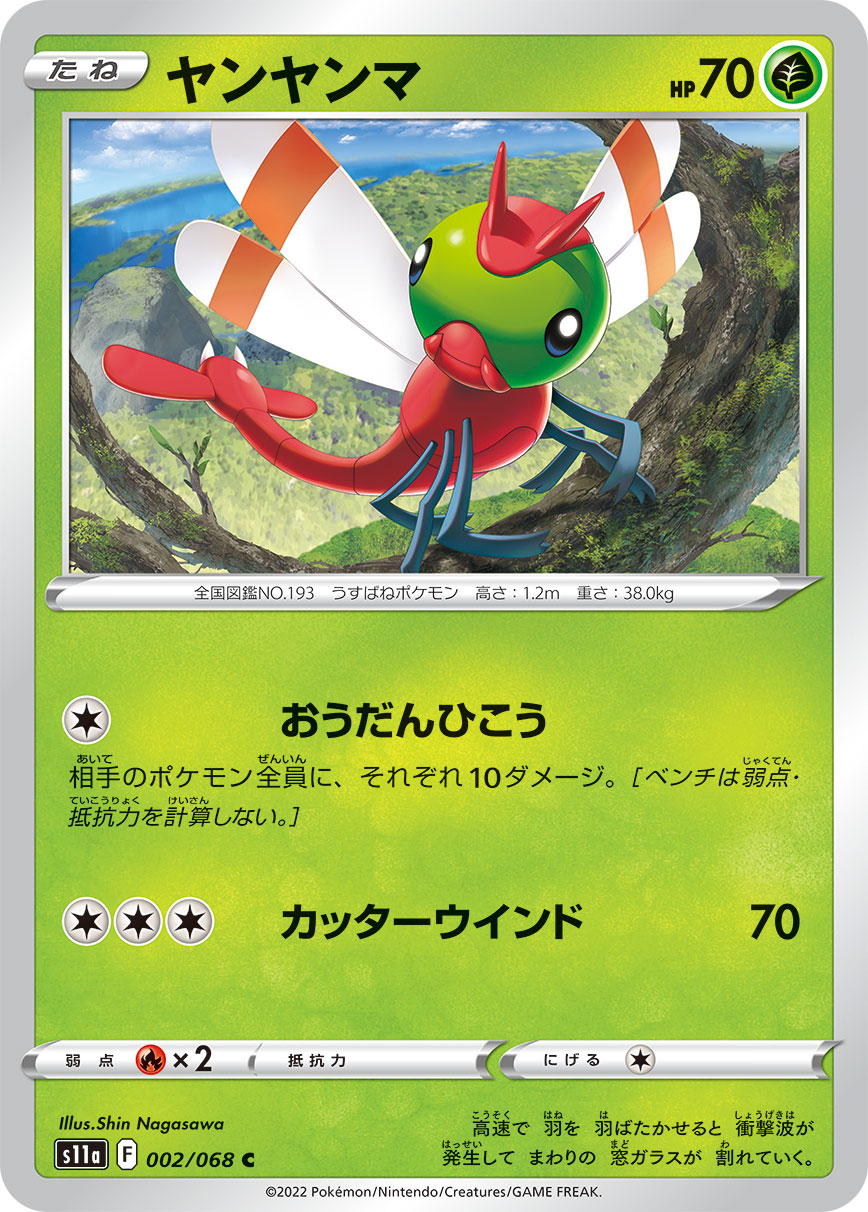 たね ヤンヤンマ HP70
全国図鑑NO.193 うすばねポケモン 高さ：1.2m 重さ：38.0kg
おうだんひこう
相手のポケモン全員に、それぞれ10ダメージ。[ベンチは弱点・
抵抗力を計算しない。]
カッターウインド 70
弱点 ×2 抵抗力 にげる
Illus.Shin Nagasawa
高速で 羽を 羽ばたかせると 衝撃波が
発生して まわりの 窓ガラスが 割れていく。
s11a F 002/068 C
©2022 Pokémon/Nintendo/Creatures/GAME FREAK.